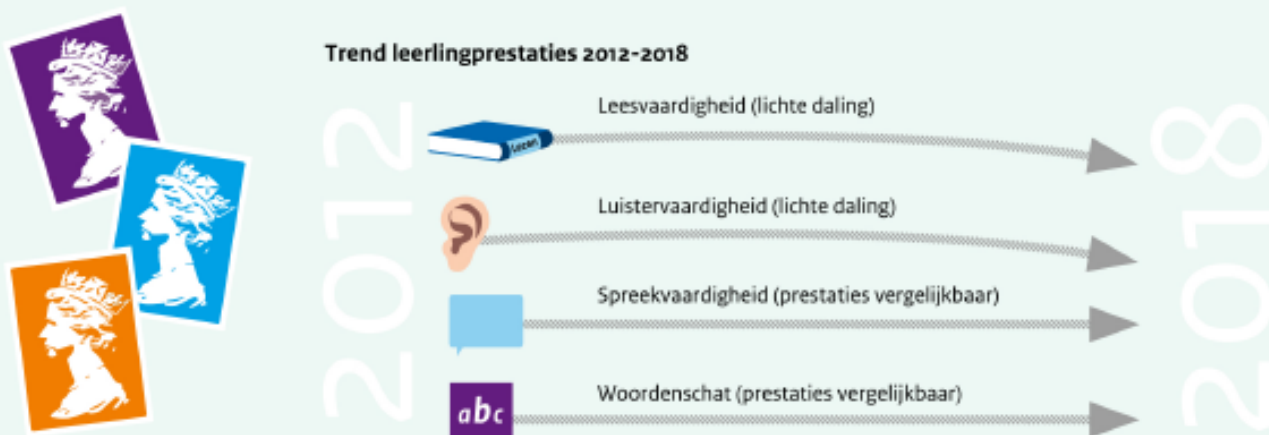 Trend leerlingprestaties 2012-2018
2012
2018
Leesvaardigheid (lichte daling)
Lezen
Luistervaardigheid (lichte daling)
Spreekvaardigheid (prestaties vergelijkbaar)
Woordenschat (prestaties vergelijkbaar)
abc